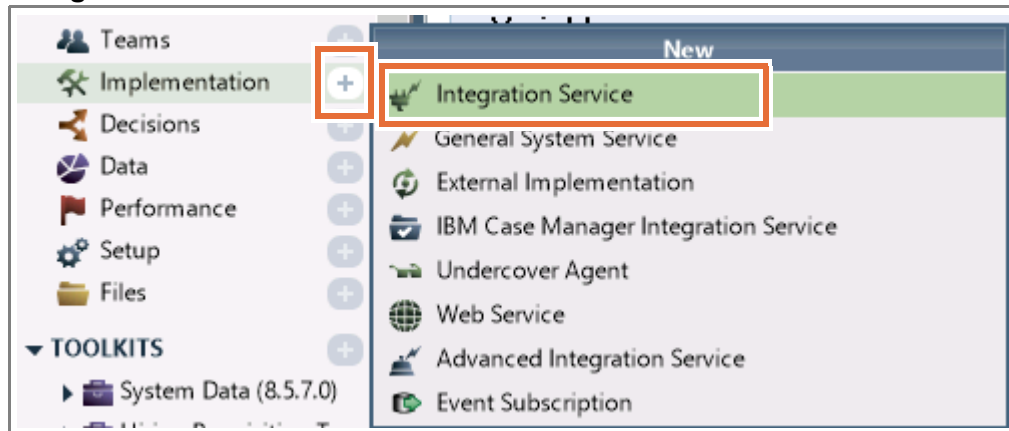 Teams
Implementation
Decisions
Data
Performance
Setup
Files
TOOLKITS
System Data (8.5.7.0)
New
Integration Service
General System Service
External Implementation
IBM Case Manager Integration Service
Undercover Agent
Web Service
Advanced Integration Service
Event Subscription